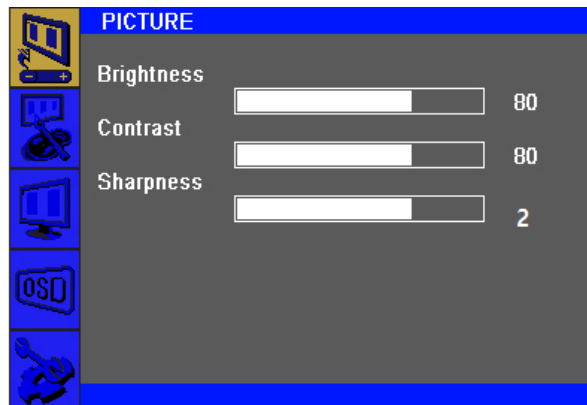 PICTURE
Brightness
80
Contrast
80
Sharpness
2
OSD